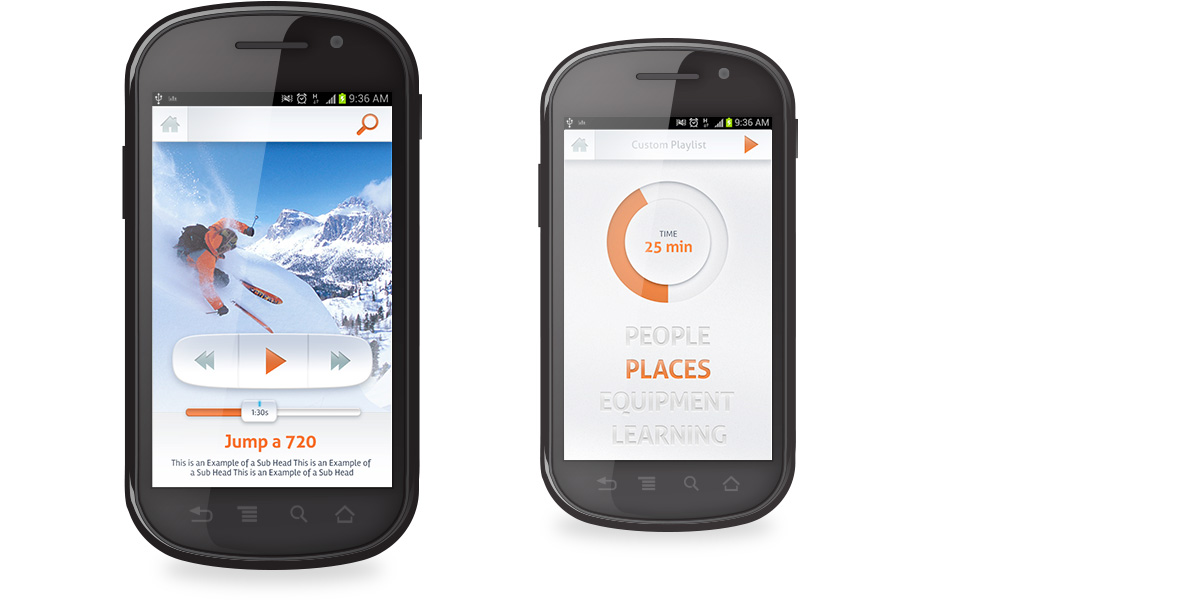 9:36 AM
1:30s
Jump a 720
This is an Example of a Sub Head This is an Example of
a Sub Head This is an Example of a Sub Head
9:36 AM
Custom Playlist
TIME
25 min
PEOPLE
PLACES
EQUIPMENT
LEARNING